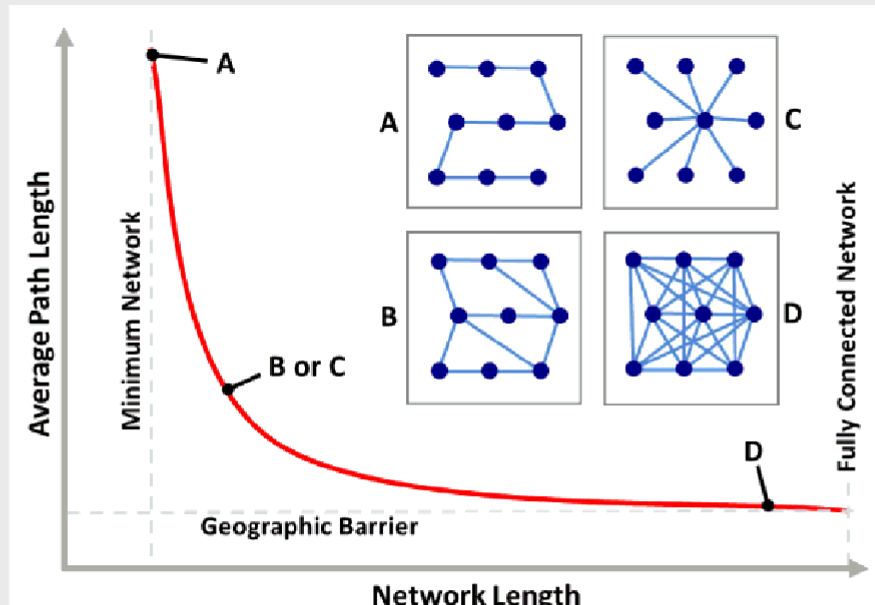 A
A
C
Average Path Length
Minimum Network
Fully Connected Network
B
D
B or C
D
Geographic Barrier
Network Length